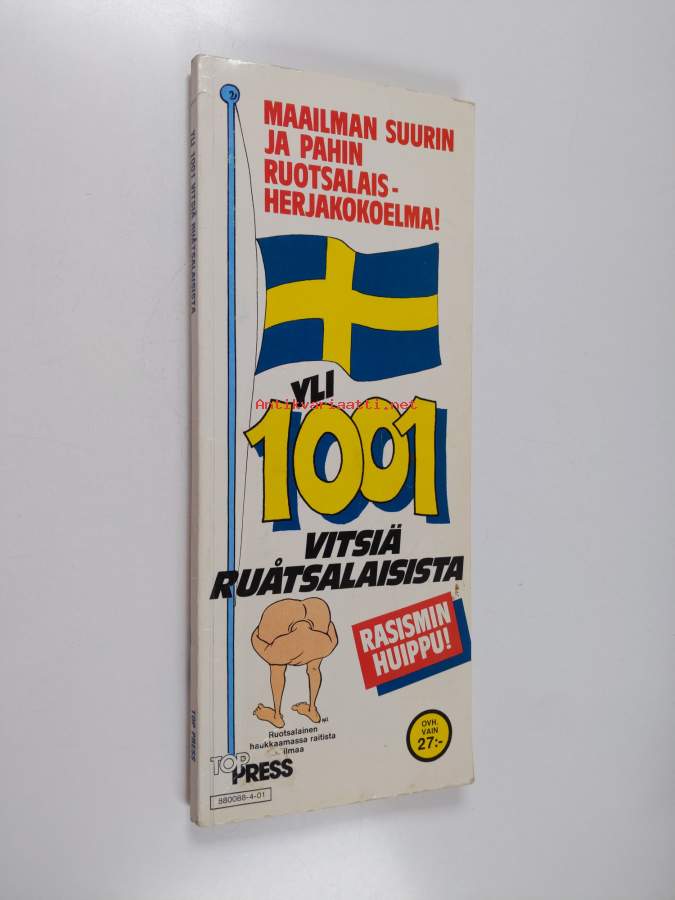 YLI 1001 VITSIÄ RUÅTSALAISISTA
TOP PRESS
MAAILMAN SUURIN
JA PAHIN
RUOTSALAIS-
HERJAKOKOELMA!
YLI
Antikvariaatti.net
1001
VITSIÄ
RUÅTSALAISISTA
RASISMIN
HUIPPU!
Ruotsalainen
haukkaamassa raitista
ilmaa
OVH.
VAIN
27:-
TOP
PRESS
880088-4-01